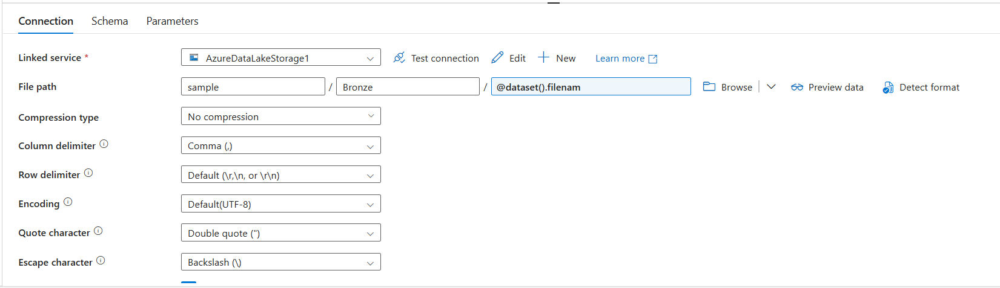 Connection Schema Parameters
Linked service * AzureDataLakeStorage1 Test connection Edit New Learn more
File path sample / Bronze / @dataset().filenam Browse Preview data Detect format
Compression type No compression
Column delimiter Comma (,)
Row delimiter Default (\r,\n, or \r\n)
Encoding Default(UTF-8)
Quote character Double quote (")
Escape character Backslash (\)